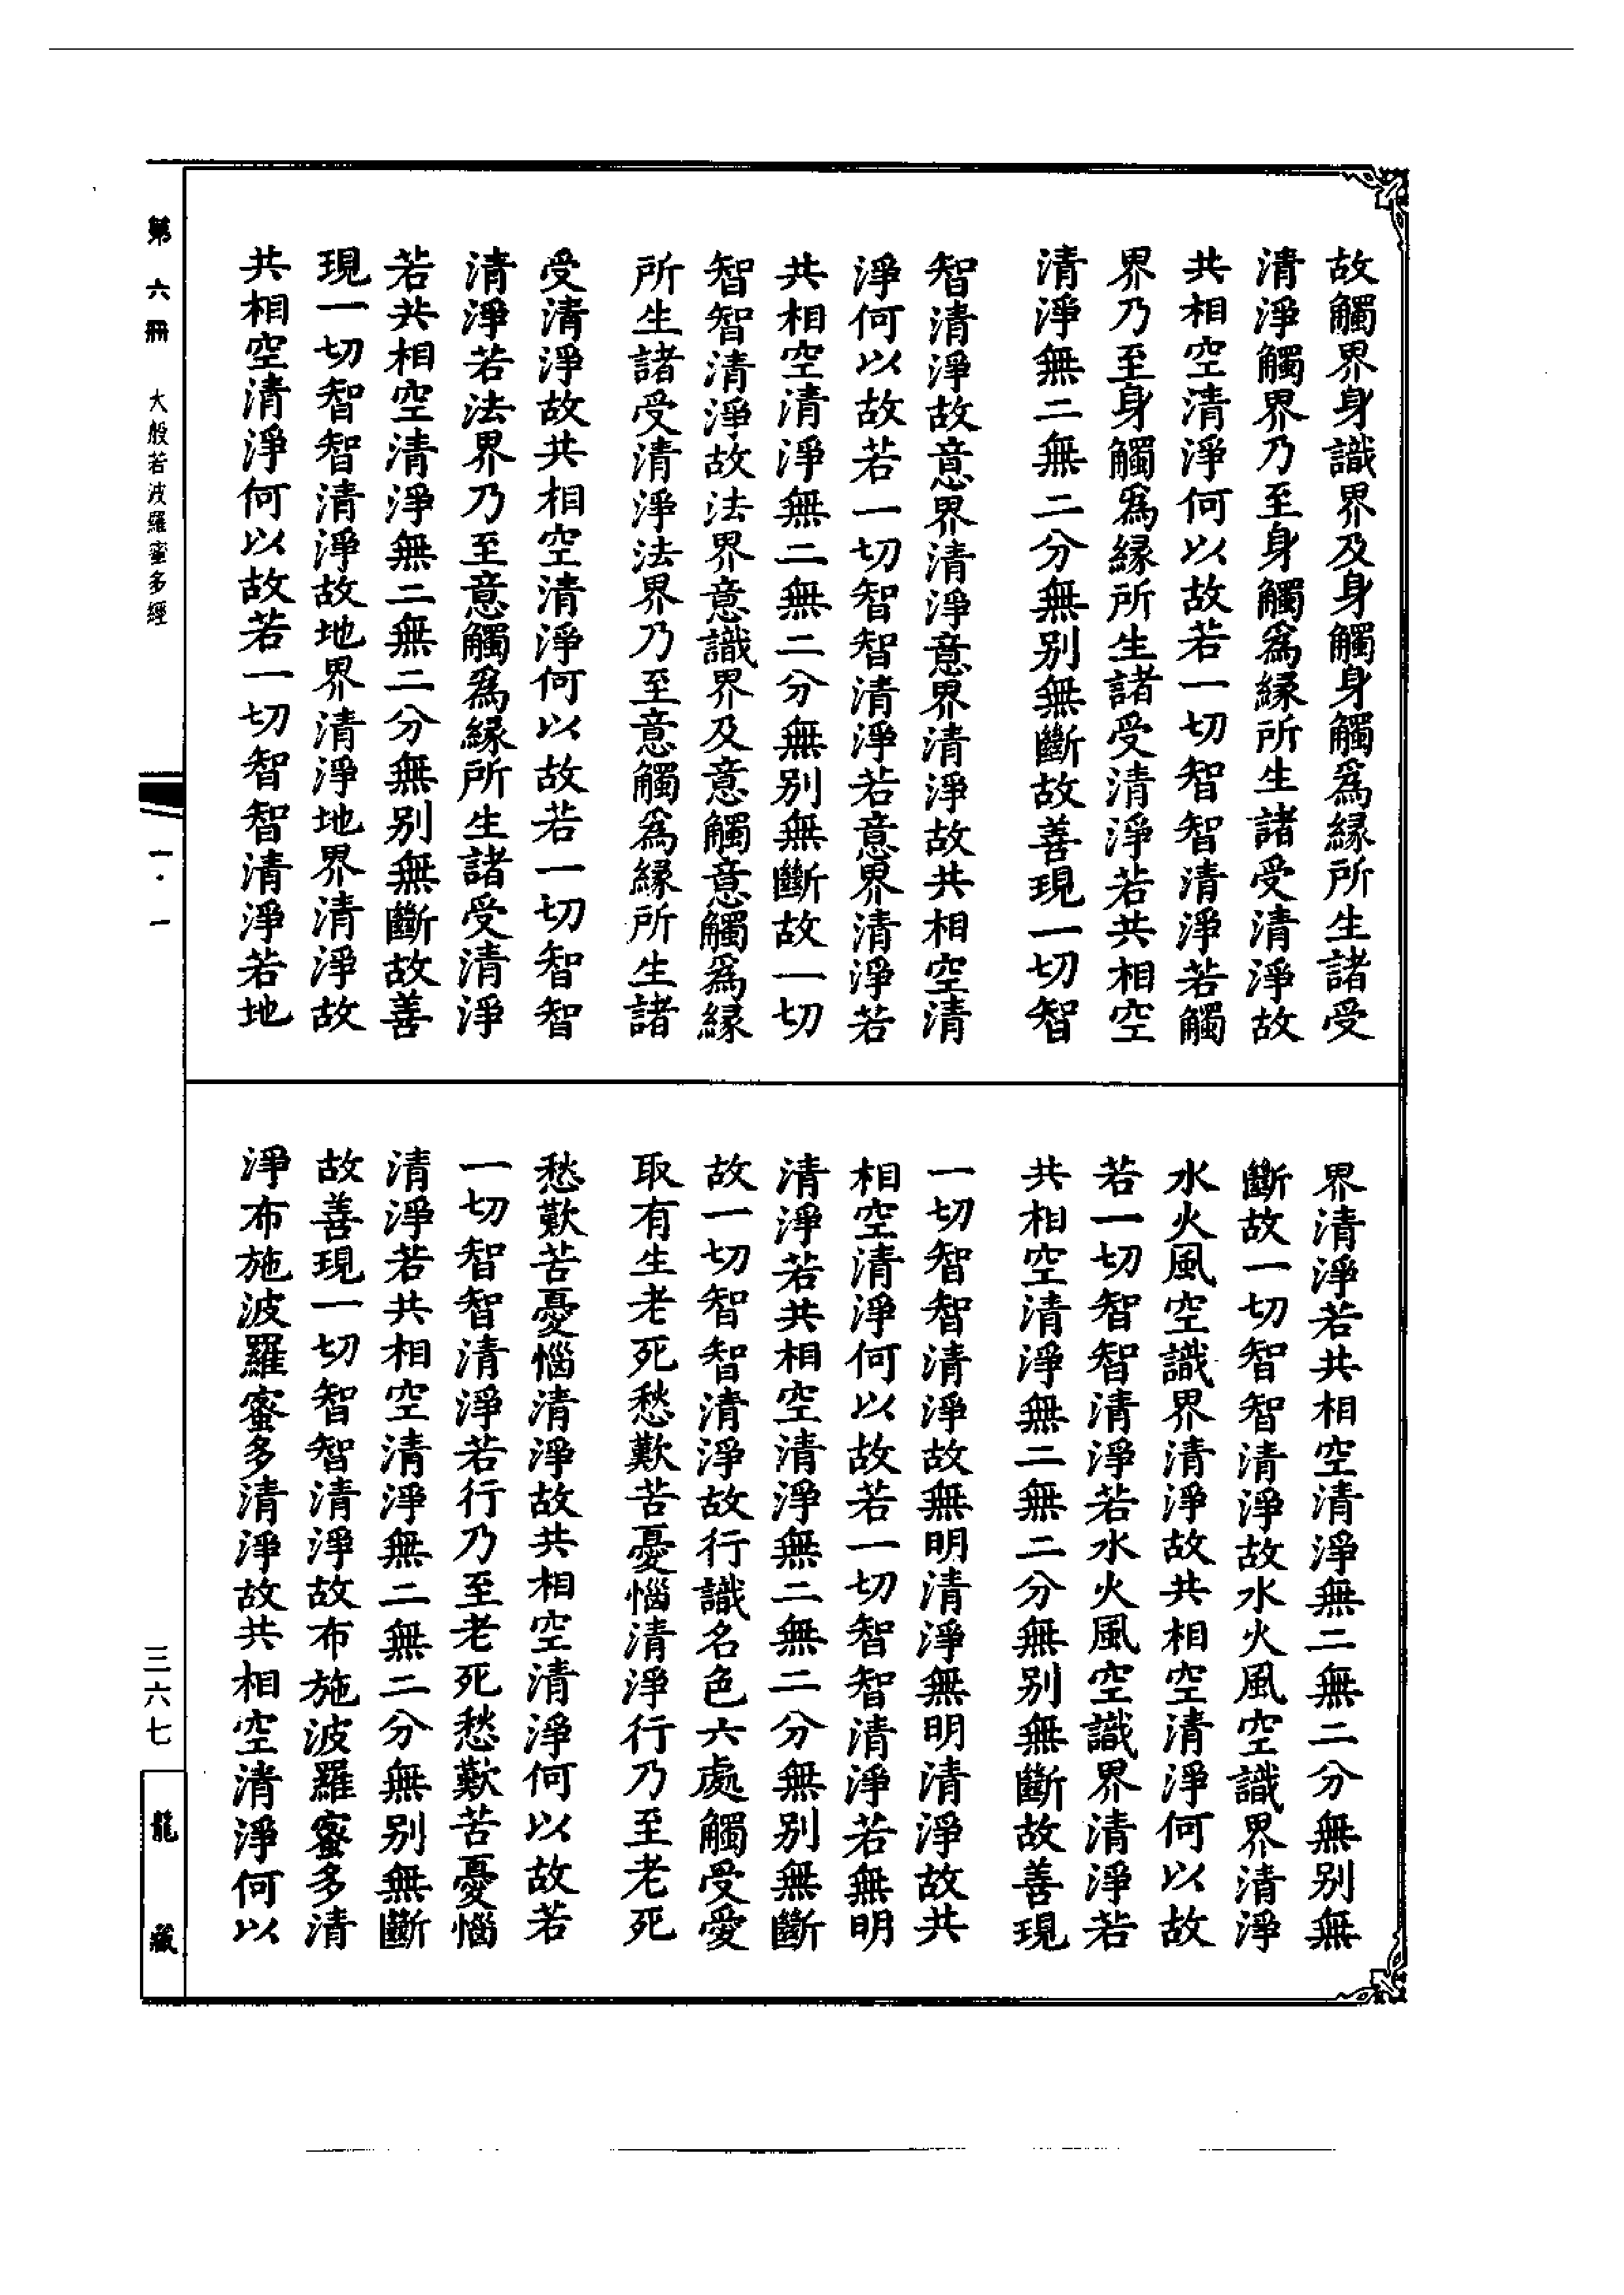 故觸界身識界及身觸身觸爲緣所生諸受
清淨觸界乃至身觸爲緣所生諸受清淨故
共相空清淨何以故若一切智智清淨若觸
界乃至身觸爲緣所生諸受清淨若共相空
清淨無二無二分無別無斷故善現一切智
智清淨故意界清淨意界清淨故共相空清
淨何以故若一切智智清淨若意界清淨若
共相空清淨無二無二分無別無斷故一切
智智清淨故法界意識界及意觸意觸爲緣
所生諸受清淨法界乃至意觸爲緣所生諸
受清淨故共相空清淨何以故若一切智智
清淨若法界乃至意觸爲緣所生諸受清淨
若共相空清淨無二無二分無別無斷故善
現一切智智清淨故地界清淨地界清淨故
共相空清淨何以故若一切智智清淨若地
界清淨若共相空清淨無二無二分無別無
斷故一切智智清淨故水火風空識界清淨
水火風空識界清淨故共相空清淨何以故
若一切智智清淨若水火風空識界清淨若
共相空清淨無二無二分無別無斷故善現
一切智智清淨故無明清淨無明清淨故共
相空清淨何以故若一切智智清淨若無明
清淨若共相空清淨無二無二分無別無斷
故一切智智清淨故行識名色六處觸受愛
取有生老死愁歎苦憂惱清淨行乃至老死
愁歎苦憂惱清淨故共相空清淨何以故若
一切智智清淨若行乃至老死愁歎苦憂惱
清淨若共相空清淨無二無二分無別無斷
故善現一切智智清淨故布施波羅蜜多清
淨布施波羅蜜多清淨故共相空清淨何以
第六冊 大般若波羅蜜多經 一·一 三六七 龍藏